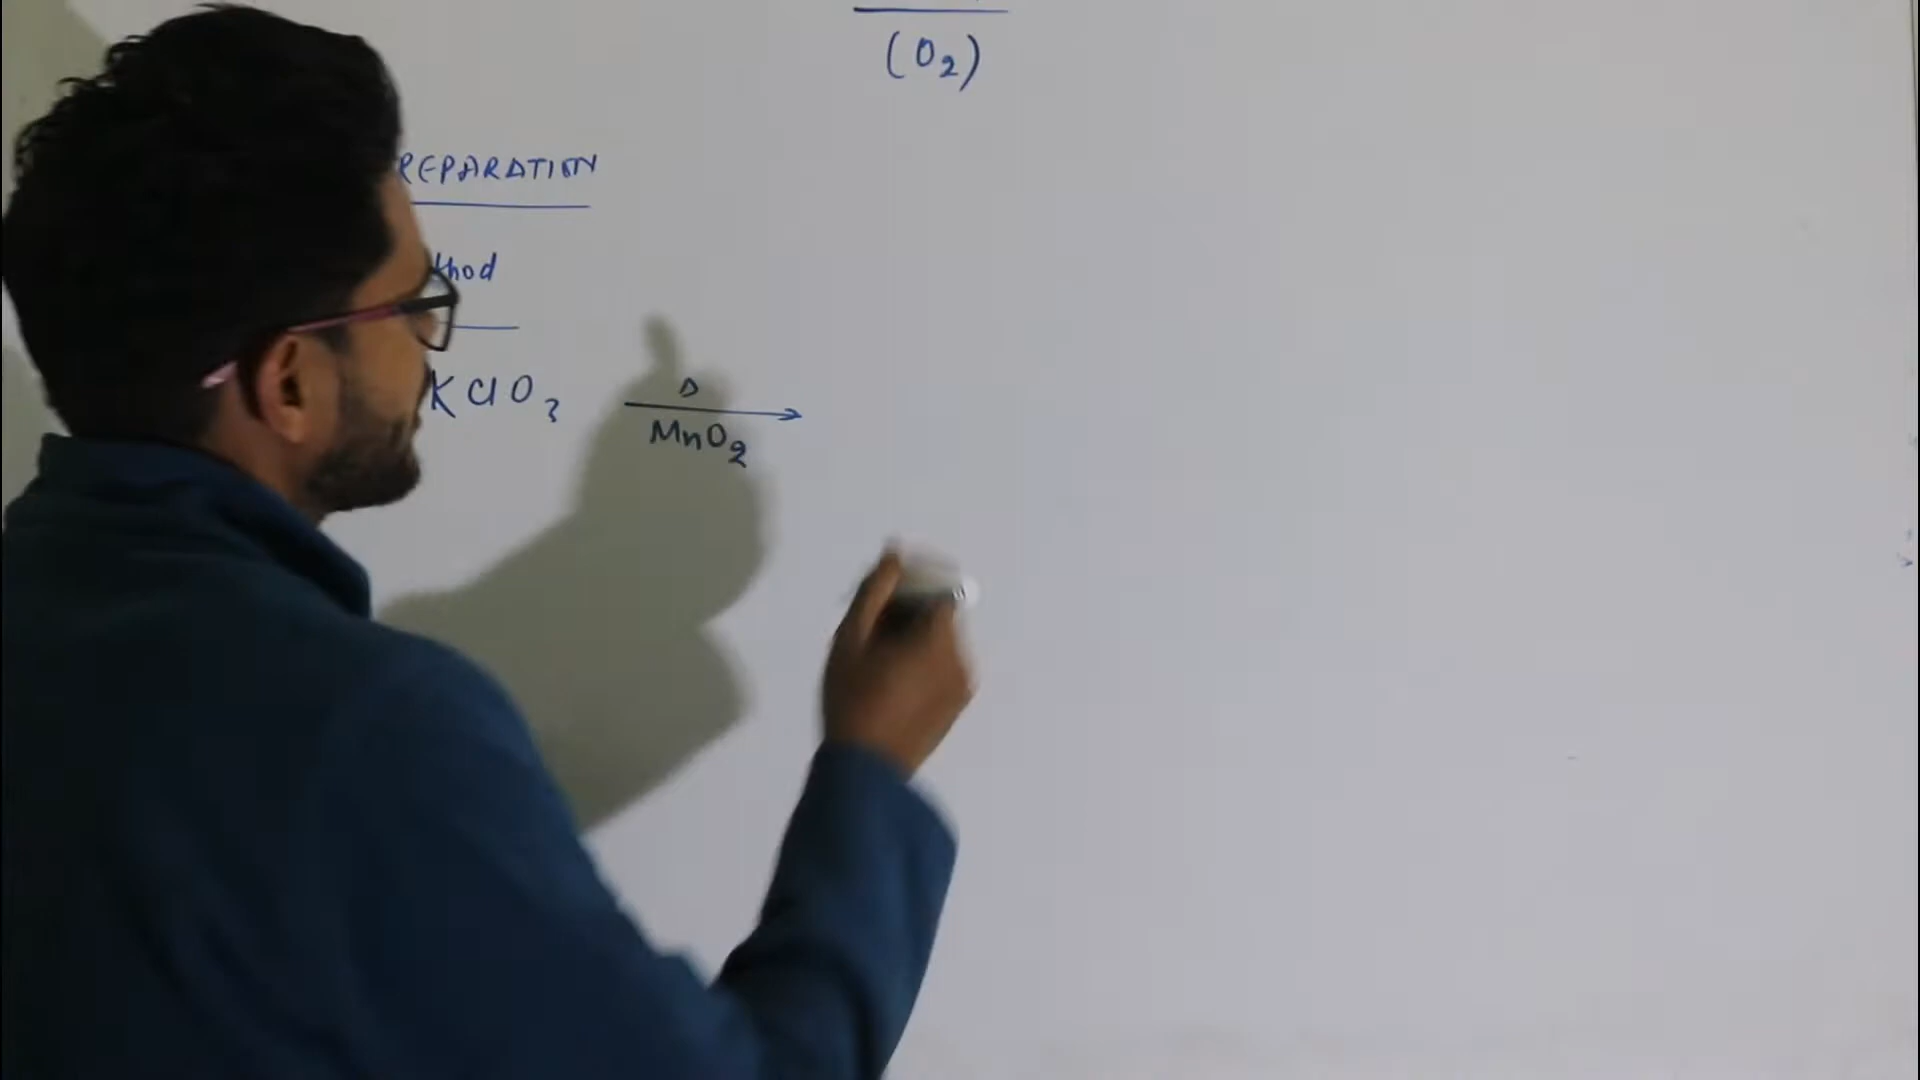 (O₂)
REPARATION
thod
KClO₃ Δ→
MnO₂